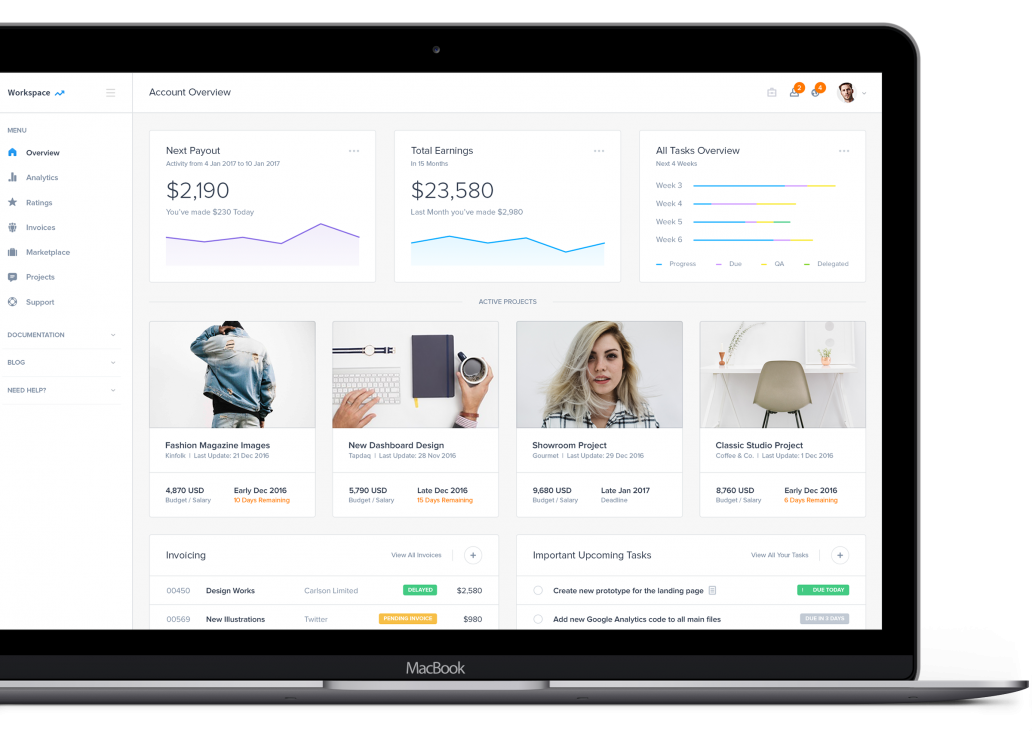 Workspace
Account Overview
2
4
MENU
Overview
Analytics
Ratings
Invoices
Marketplace
Projects
Support
DOCUMENTATION
BLOG
NEED HELP?
Next Payout
Activity from 4 Jan 2017 to 10 Jan 2017
$2,190
You've made $230 Today
Total Earnings
In 15 Months
$23,580
Last Month you've made $2,980
All Tasks Overview
Next 4 Weeks
Week 3
Week 4
Week 5
Week 6
Progress Due QA Delegated
ACTIVE PROJECTS
Fashion Magazine Images
Kinfolk | Last Update: 21 Dec 2016
4,870 USD Early Dec 2016
Budget / Salary 10 Days Remaining
New Dashboard Design
Tapdaq | Last Update: 28 Nov 2016
5,790 USD Late Dec 2016
Budget / Salary 15 Days Remaining
Showroom Project
Gourmet | Last Update: 29 Dec 2016
9,680 USD Late Jan 2017
Budget / Salary Deadline
Classic Studio Project
Coffee & Co. | Last Update: 1 Dec 2016
8,760 USD Early Dec 2016
Budget / Salary 6 Days Remaining
Invoicing View All Invoices +
00450 Design Works Carlson Limited DELAYED $2,580
00569 New Illustrations Twitter PENDING INVOICE $980
Important Upcoming Tasks View All Your Tasks +
Create new prototype for the landing page ! DUE TODAY
Add new Google Analytics code to all main files DUE IN 3 DAYS
MacBook